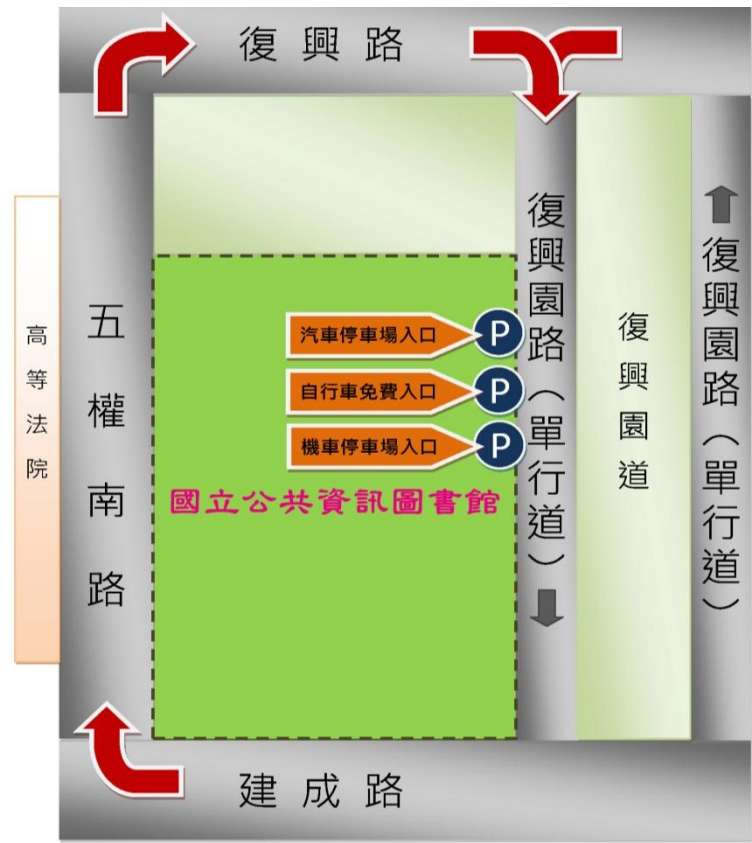 復興路
高等法院
五權南路
汽車停車場入口
P
自行車免費入口
P
機車停車場入口
P
國立公共資訊圖書館
復興園路（單行道）
復興園道
復興園路（單行道）
建成路